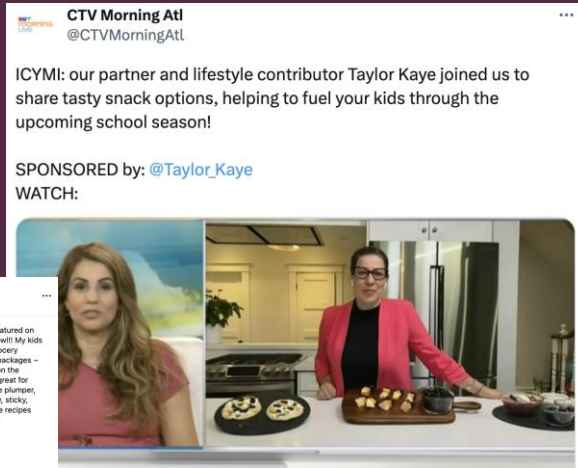 CTV Morning Atl
@CTVMorningAtl
MORNING
LIVE
ICYMI: our partner and lifestyle contributor Taylor Kaye joined us to
share tasty snack options, helping to fuel your kids through the
upcoming school season!
SPONSORED by: @Taylor_Kaye
WATCH:
atured on
My kids
ocery
packages ~
n the
great for
plumper,
sticky,
recipes